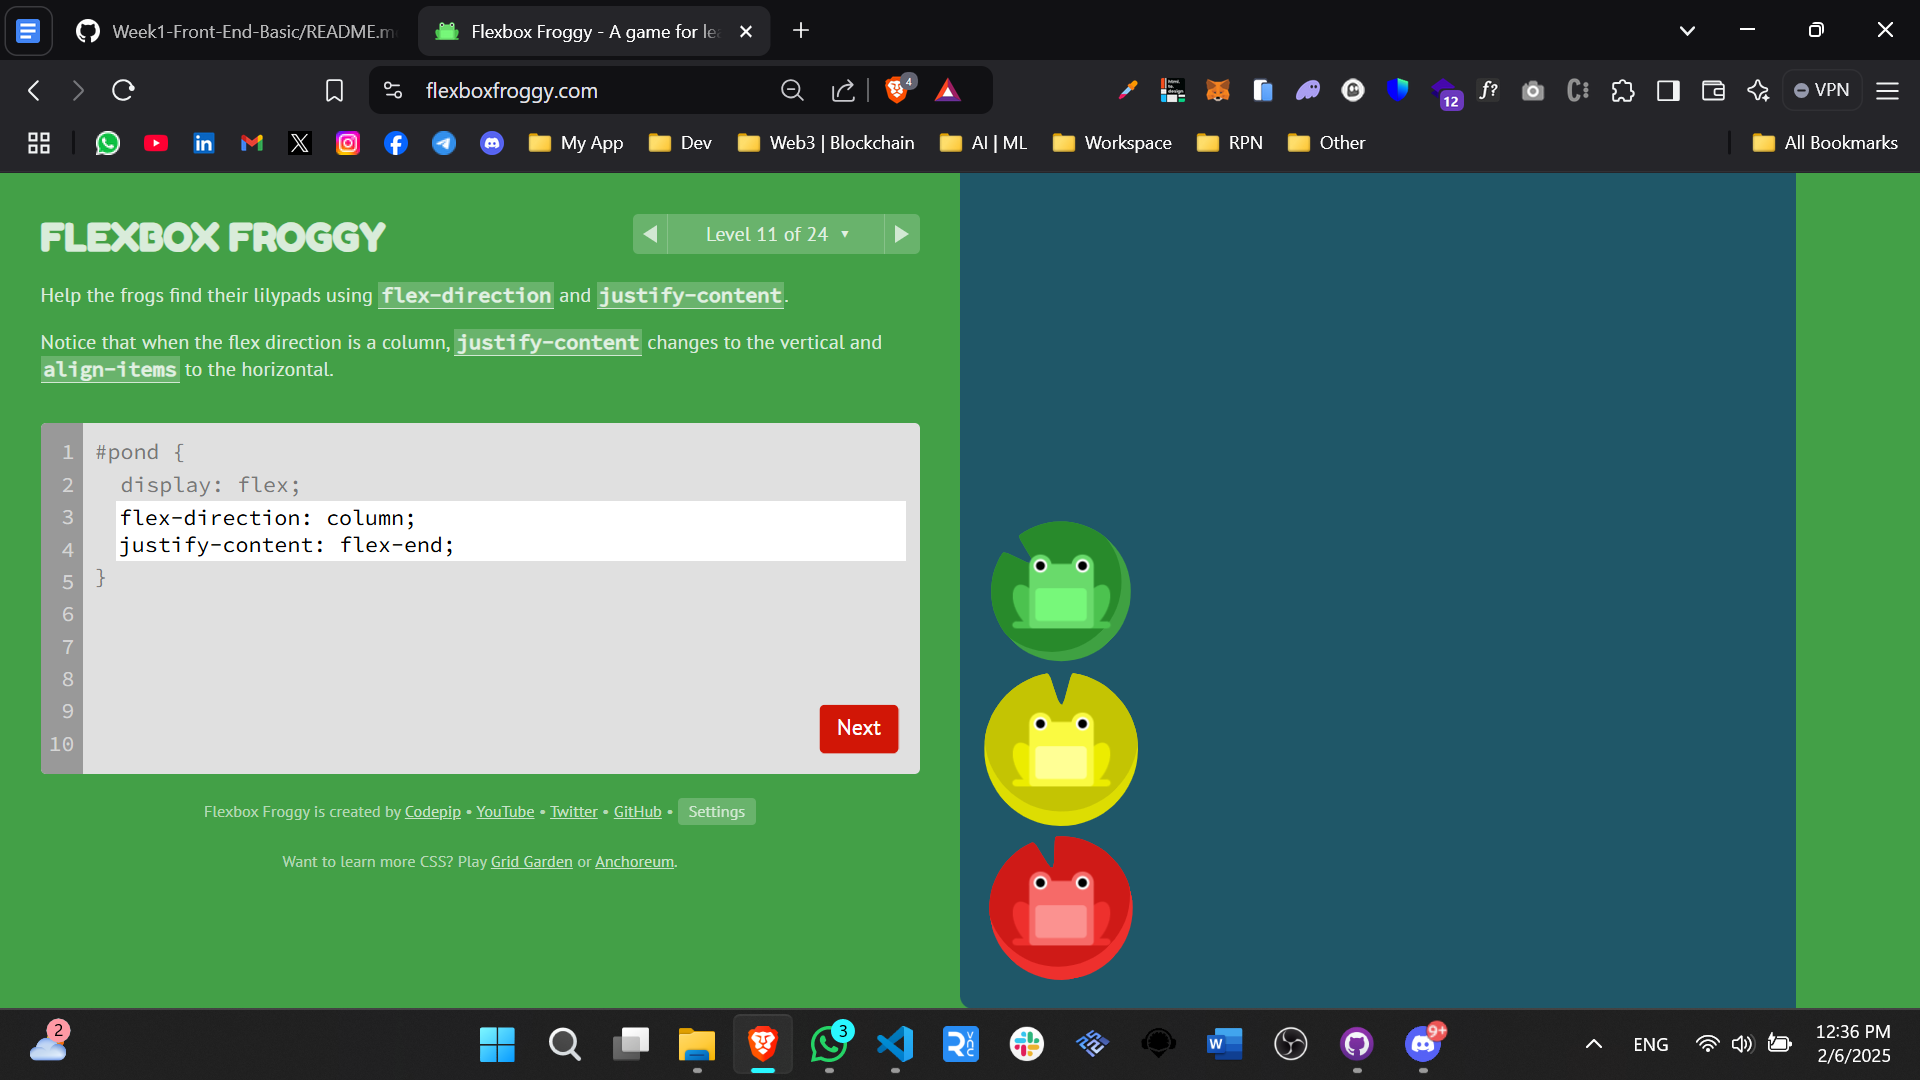 Week1-Front-End-Basic/README.m
Flexbox Froggy - A game for le
flexboxfroggy.com
4
12
f?
VPN
My App
Dev
Web3 | Blockchain
AI | ML
Workspace
RPN
Other
All Bookmarks
FLEXBOX FROGGY
Level 11 of 24
Help the frogs find their lilypads using flex-direction and justify-content.
Notice that when the flex direction is a column, justify-content changes to the vertical and
align-items to the horizontal.
1 #pond {
2 display: flex;
3 flex-direction: column;
4 justify-content: flex-end;
5 }
6
7
8
9
10
Next
Flexbox Froggy is created by Codepip • YouTube • Twitter • GitHub • Settings
Want to learn more CSS? Play Grid Garden or Anchoreum.
2
3
9+
ENG
12:36 PM
2/6/2025